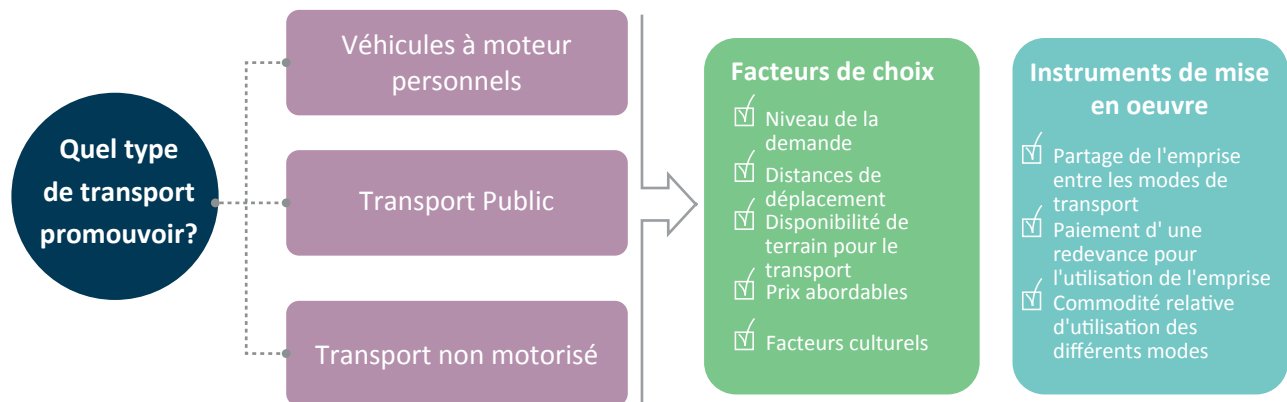 Quel type
de transport
promouvoir?
Véhicules à moteur
personnels
Transport Public
Transport non motorisé
Facteurs de choix
Niveau de la
demande
Distances de
déplacement
Disponibilité de
terrain pour le
transport
Prix abordables
Facteurs culturels
Instruments de mise
en oeuvre
Partage de l'emprise
entre les modes de
transport
Paiement d' une
redevance pour
l'utilisation de l'emprise
Commodité relative
d'utilisation des
différents modes